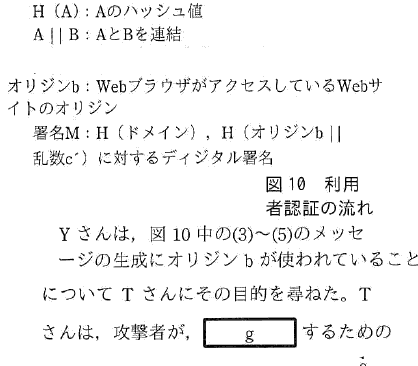 H（A）：Aのハッシュ値
A || B：AとBを連結
オリジンb：WebブラウザがアクセスしているWebサ
イトのオリジン
署名M：H（ドメイン），H（オリジンb ||
乱数c´）に対するディジタル署名
図10　利用
者認証の流れ
Yさんは，図10中の(3)～(5)のメッセ
ージの生成にオリジンbが使われていること
についてTさんにその目的を尋ねた。T
さんは，攻撃者が， g するための